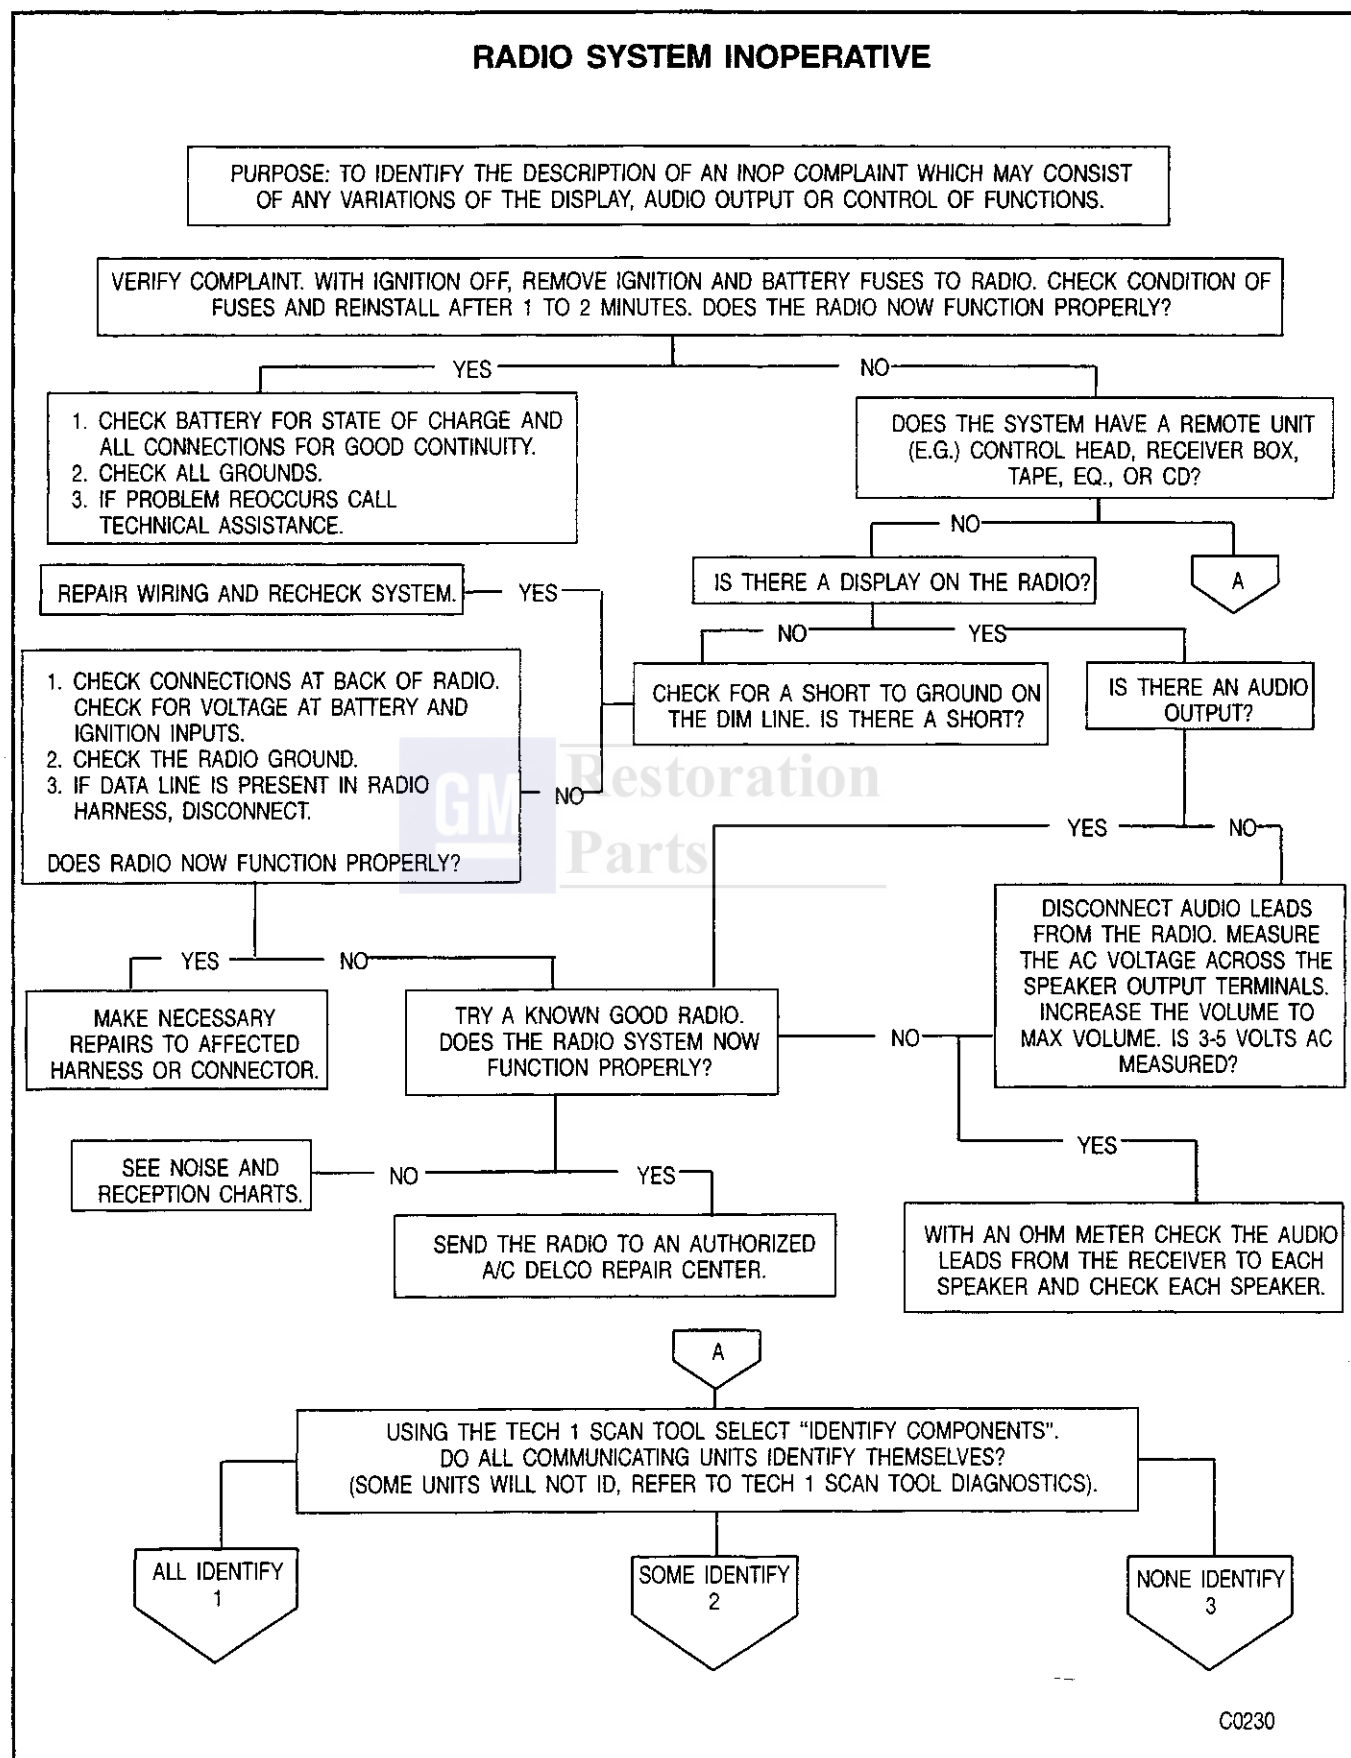 RADIO SYSTEM INOPERATIVE
PURPOSE: TO IDENTIFY THE DESCRIPTION OF AN INOP COMPLAINT WHICH MAY CONSIST
OF ANY VARIATIONS OF THE DISPLAY, AUDIO OUTPUT OR CONTROL OF FUNCTIONS.
VERIFY COMPLAINT. WITH IGNITION OFF, REMOVE IGNITION AND BATTERY FUSES TO RADIO. CHECK CONDITION OF
FUSES AND REINSTALL AFTER 1 TO 2 MINUTES. DOES THE RADIO NOW FUNCTION PROPERLY?
YES
NO
1. CHECK BATTERY FOR STATE OF CHARGE AND
ALL CONNECTIONS FOR GOOD CONTINUITY.
2. CHECK ALL GROUNDS.
3. IF PROBLEM REOCCURS CALL
TECHNICAL ASSISTANCE.
DOES THE SYSTEM HAVE A REMOTE UNIT
(E.G.) CONTROL HEAD, RECEIVER BOX,
TAPE, EQ., OR CD?
NO
IS THERE A DISPLAY ON THE RADIO?
A
REPAIR WIRING AND RECHECK SYSTEM.
YES
NO
YES
1. CHECK CONNECTIONS AT BACK OF RADIO.
CHECK FOR VOLTAGE AT BATTERY AND
IGNITION INPUTS.
2. CHECK THE RADIO GROUND.
3. IF DATA LINE IS PRESENT IN RADIO
HARNESS, DISCONNECT.
DOES RADIO NOW FUNCTION PROPERLY?
CHECK FOR A SHORT TO GROUND ON
THE DIM LINE. IS THERE A SHORT?
IS THERE AN AUDIO
OUTPUT?
GM
Restoration
Parts
NO
YES
NO
DISCONNECT AUDIO LEADS
FROM THE RADIO. MEASURE
THE AC VOLTAGE ACROSS THE
SPEAKER OUTPUT TERMINALS.
INCREASE THE VOLUME TO
MAX VOLUME. IS 3-5 VOLTS AC
MEASURED?
YES
NO
MAKE NECESSARY
REPAIRS TO AFFECTED
HARNESS OR CONNECTOR.
TRY A KNOWN GOOD RADIO.
DOES THE RADIO SYSTEM NOW
FUNCTION PROPERLY?
NO
YES
SEE NOISE AND
RECEPTION CHARTS.
NO
YES
SEND THE RADIO TO AN AUTHORIZED
A/C DELCO REPAIR CENTER.
WITH AN OHM METER CHECK THE AUDIO
LEADS FROM THE RECEIVER TO EACH
SPEAKER AND CHECK EACH SPEAKER.
A
USING THE TECH 1 SCAN TOOL SELECT "IDENTIFY COMPONENTS".
DO ALL COMMUNICATING UNITS IDENTIFY THEMSELVES?
(SOME UNITS WILL NOT ID, REFER TO TECH 1 SCAN TOOL DIAGNOSTICS).
ALL IDENTIFY
1
SOME IDENTIFY
2
NONE IDENTIFY
3
C0230